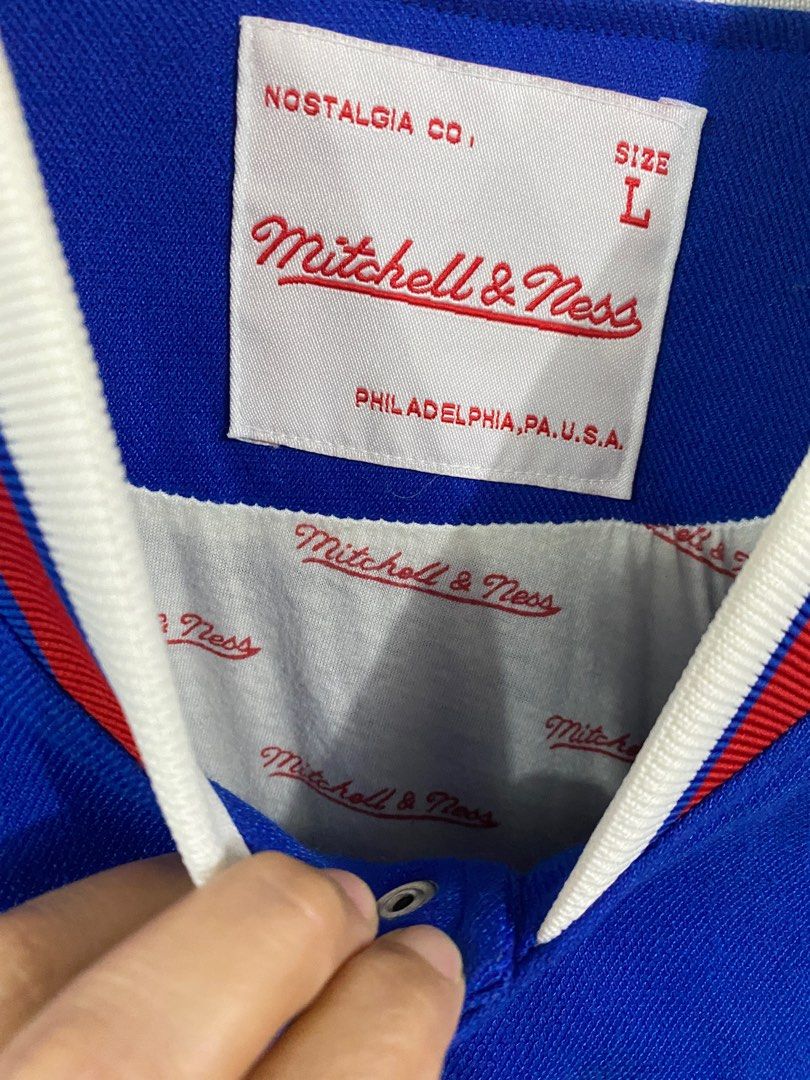 NOSTALGIA CO.
SIZE
L
Mitchell & Ness
PHILADELPHIA, PA. U.S.A.
Mitchell & Ness
& Ness
Mitchell & Ness